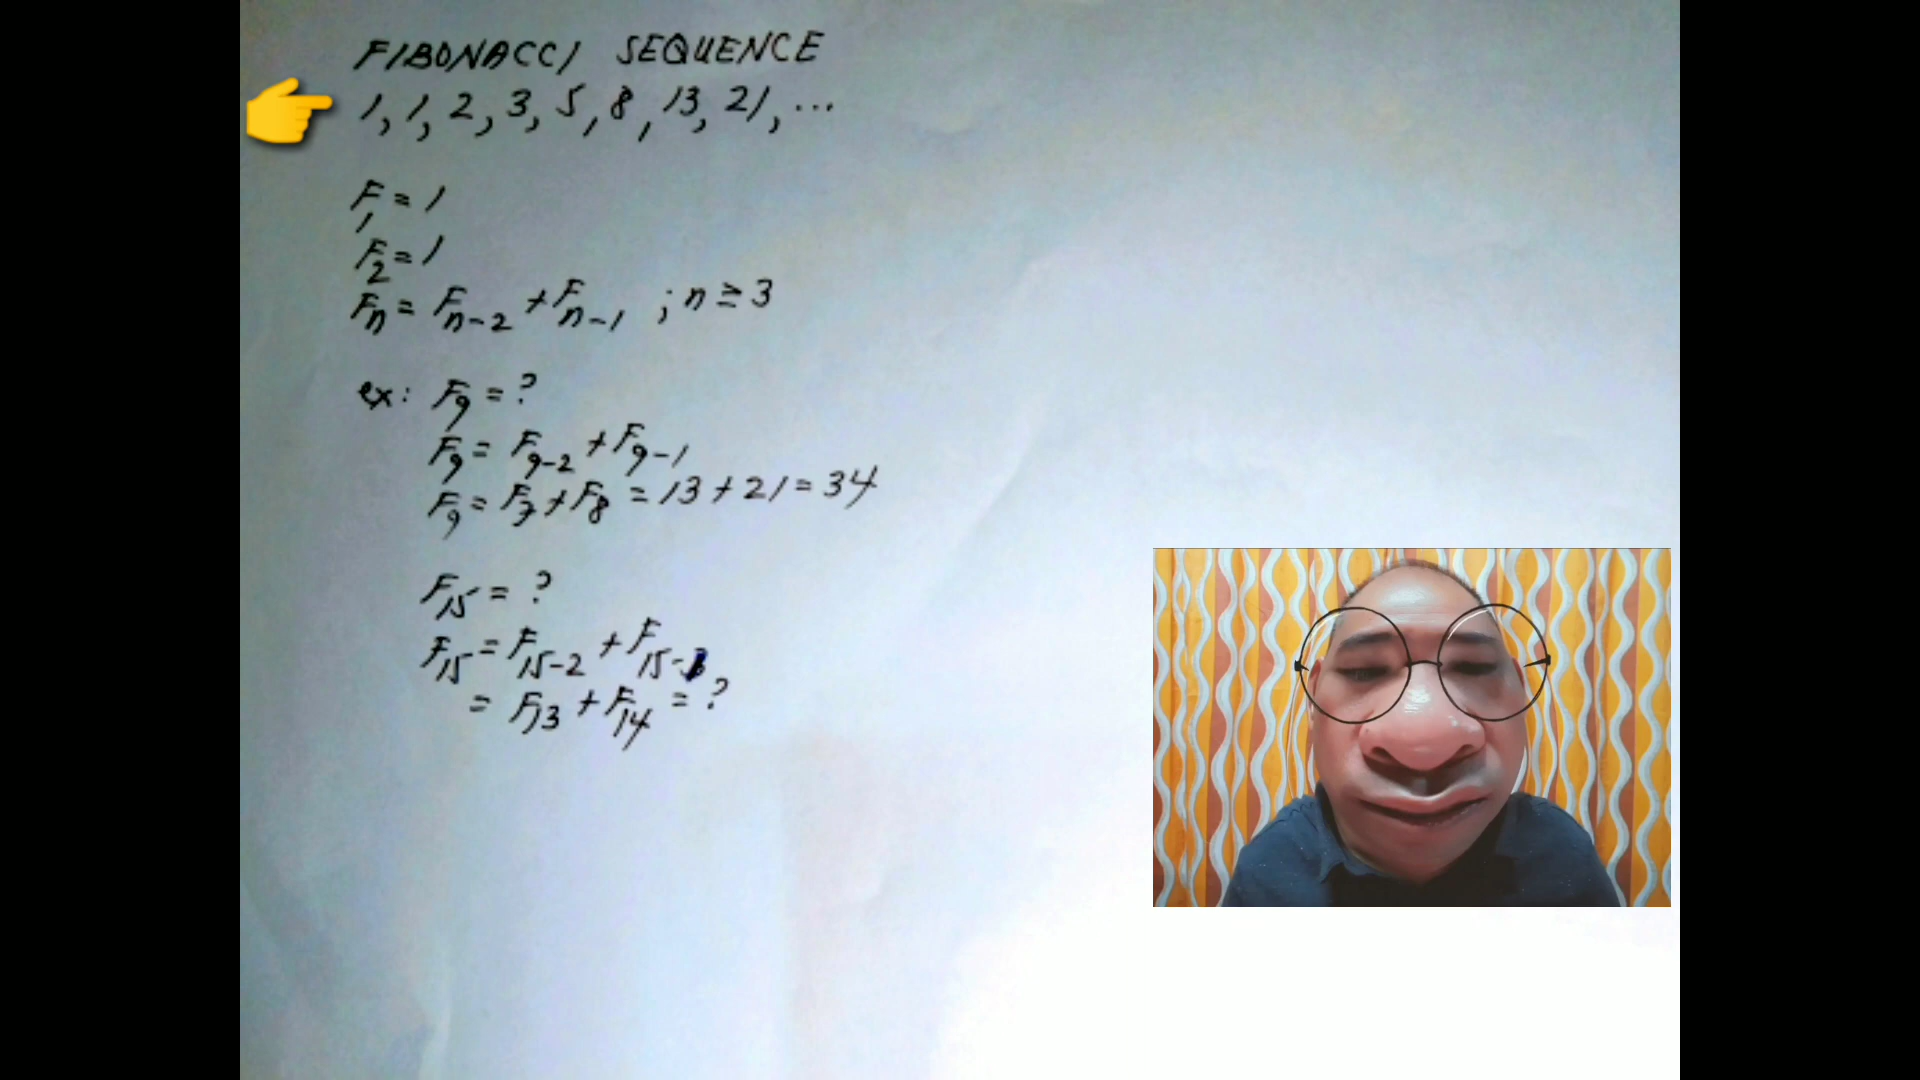 FIBONACCI SEQUENCE
1, 1, 2, 3, 5, 8, 13, 21, ...
F₁ = 1
F₂ = 1
Fₙ = Fₙ₋₂ + Fₙ₋₁ ; n ≥ 3
ex: F₉ = ?
F₉ = F₉₋₂ + F₉₋₁
F₉ = F₇ + F₈ = 13 + 21 = 34
F₁₅ = ?
F₁₅ = F₁₅₋₂ + F₁₅₋₁
= F₁₃ + F₁₄ = ?